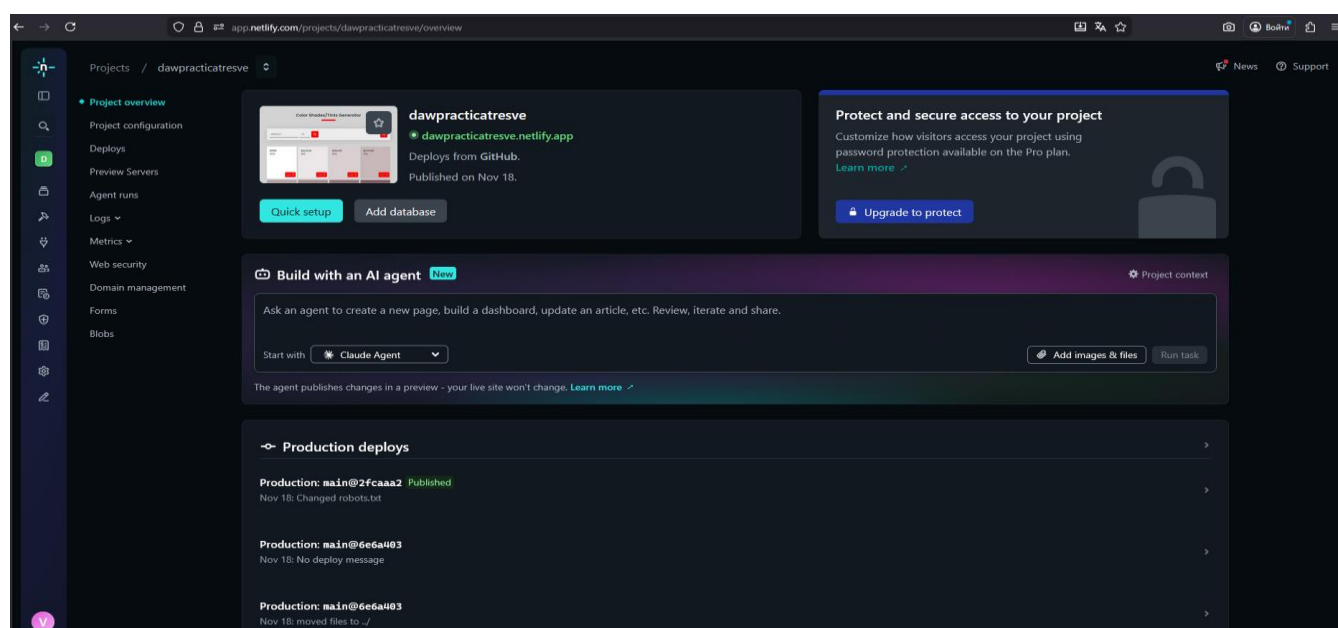 app.netlify.com/projects/dawpracticatresve/overview
Войти
Projects / dawpracticatresve
News
Support
Project overview
Project configuration
Deploys
Preview Servers
Agent runs
Logs
Metrics
Web security
Domain management
Forms
Blobs
D
V
Color Shades/Tints Generator
dawpracticatresve
dawpracticatresve.netlify.app
Deploys from GitHub.
Published on Nov 18.
Quick setup
Add database
Protect and secure access to your project
Customize how visitors access your project using
password protection available on the Pro plan.
Learn more ↗
Upgrade to protect
Build with an AI agent New
Project context
Ask an agent to create a new page, build a dashboard, update an article, etc. Review, iterate and share.
Start with Claude Agent
Add images & files
Run task
The agent publishes changes in a preview - your live site won't change. Learn more ↗
Production deploys
Production: main@2fcaaa2 Published
Nov 18: Changed robots.txt
Production: main@6e6a403
Nov 18: No deploy message
Production: main@6e6a403
Nov 18: moved files to ../